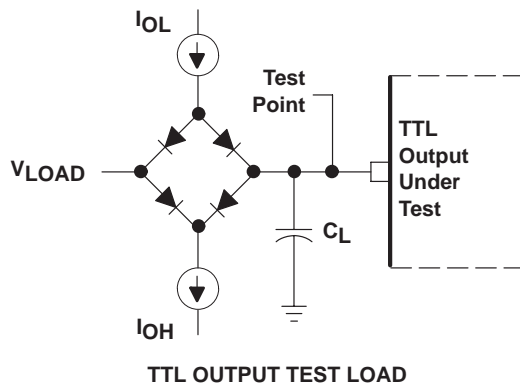 IOL
Test
Point
TTL
Output
Under
Test
VLOAD
CL
IOH
TTL OUTPUT TEST LOAD